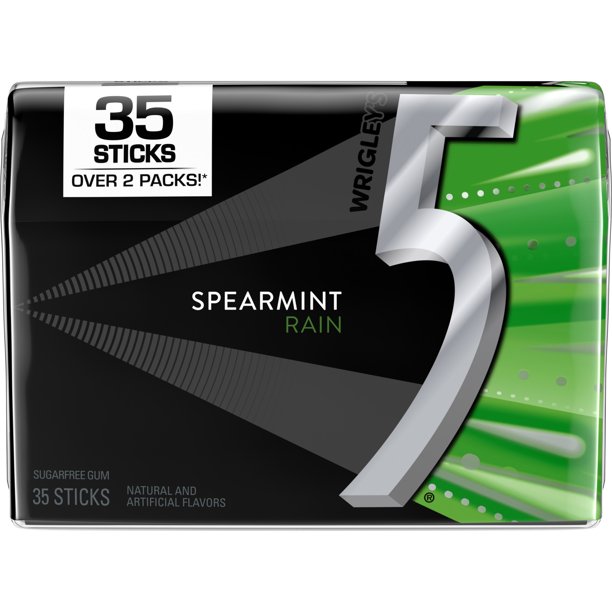 35
STICKS
OVER 2 PACKS!*
WRIGLEY'S
5
SPEARMINT
RAIN
®
SUGARFREE GUM
35 STICKS
NATURAL AND
ARTIFICIAL FLAVORS